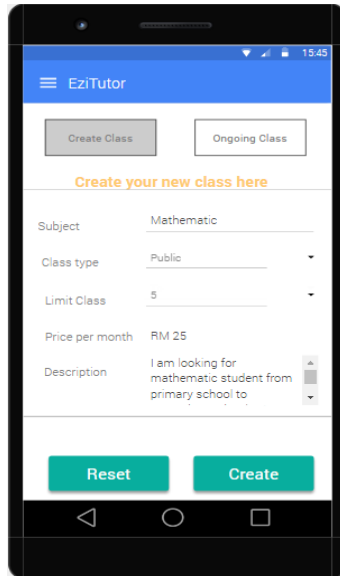 15:45
EziTutor
Create Class Ongoing Class
Create your new class here
Subject Mathematic
Class type Public
Limit Class 5
Price per month RM 25
Description I am looking for
mathematic student from
primary school to
Reset Create